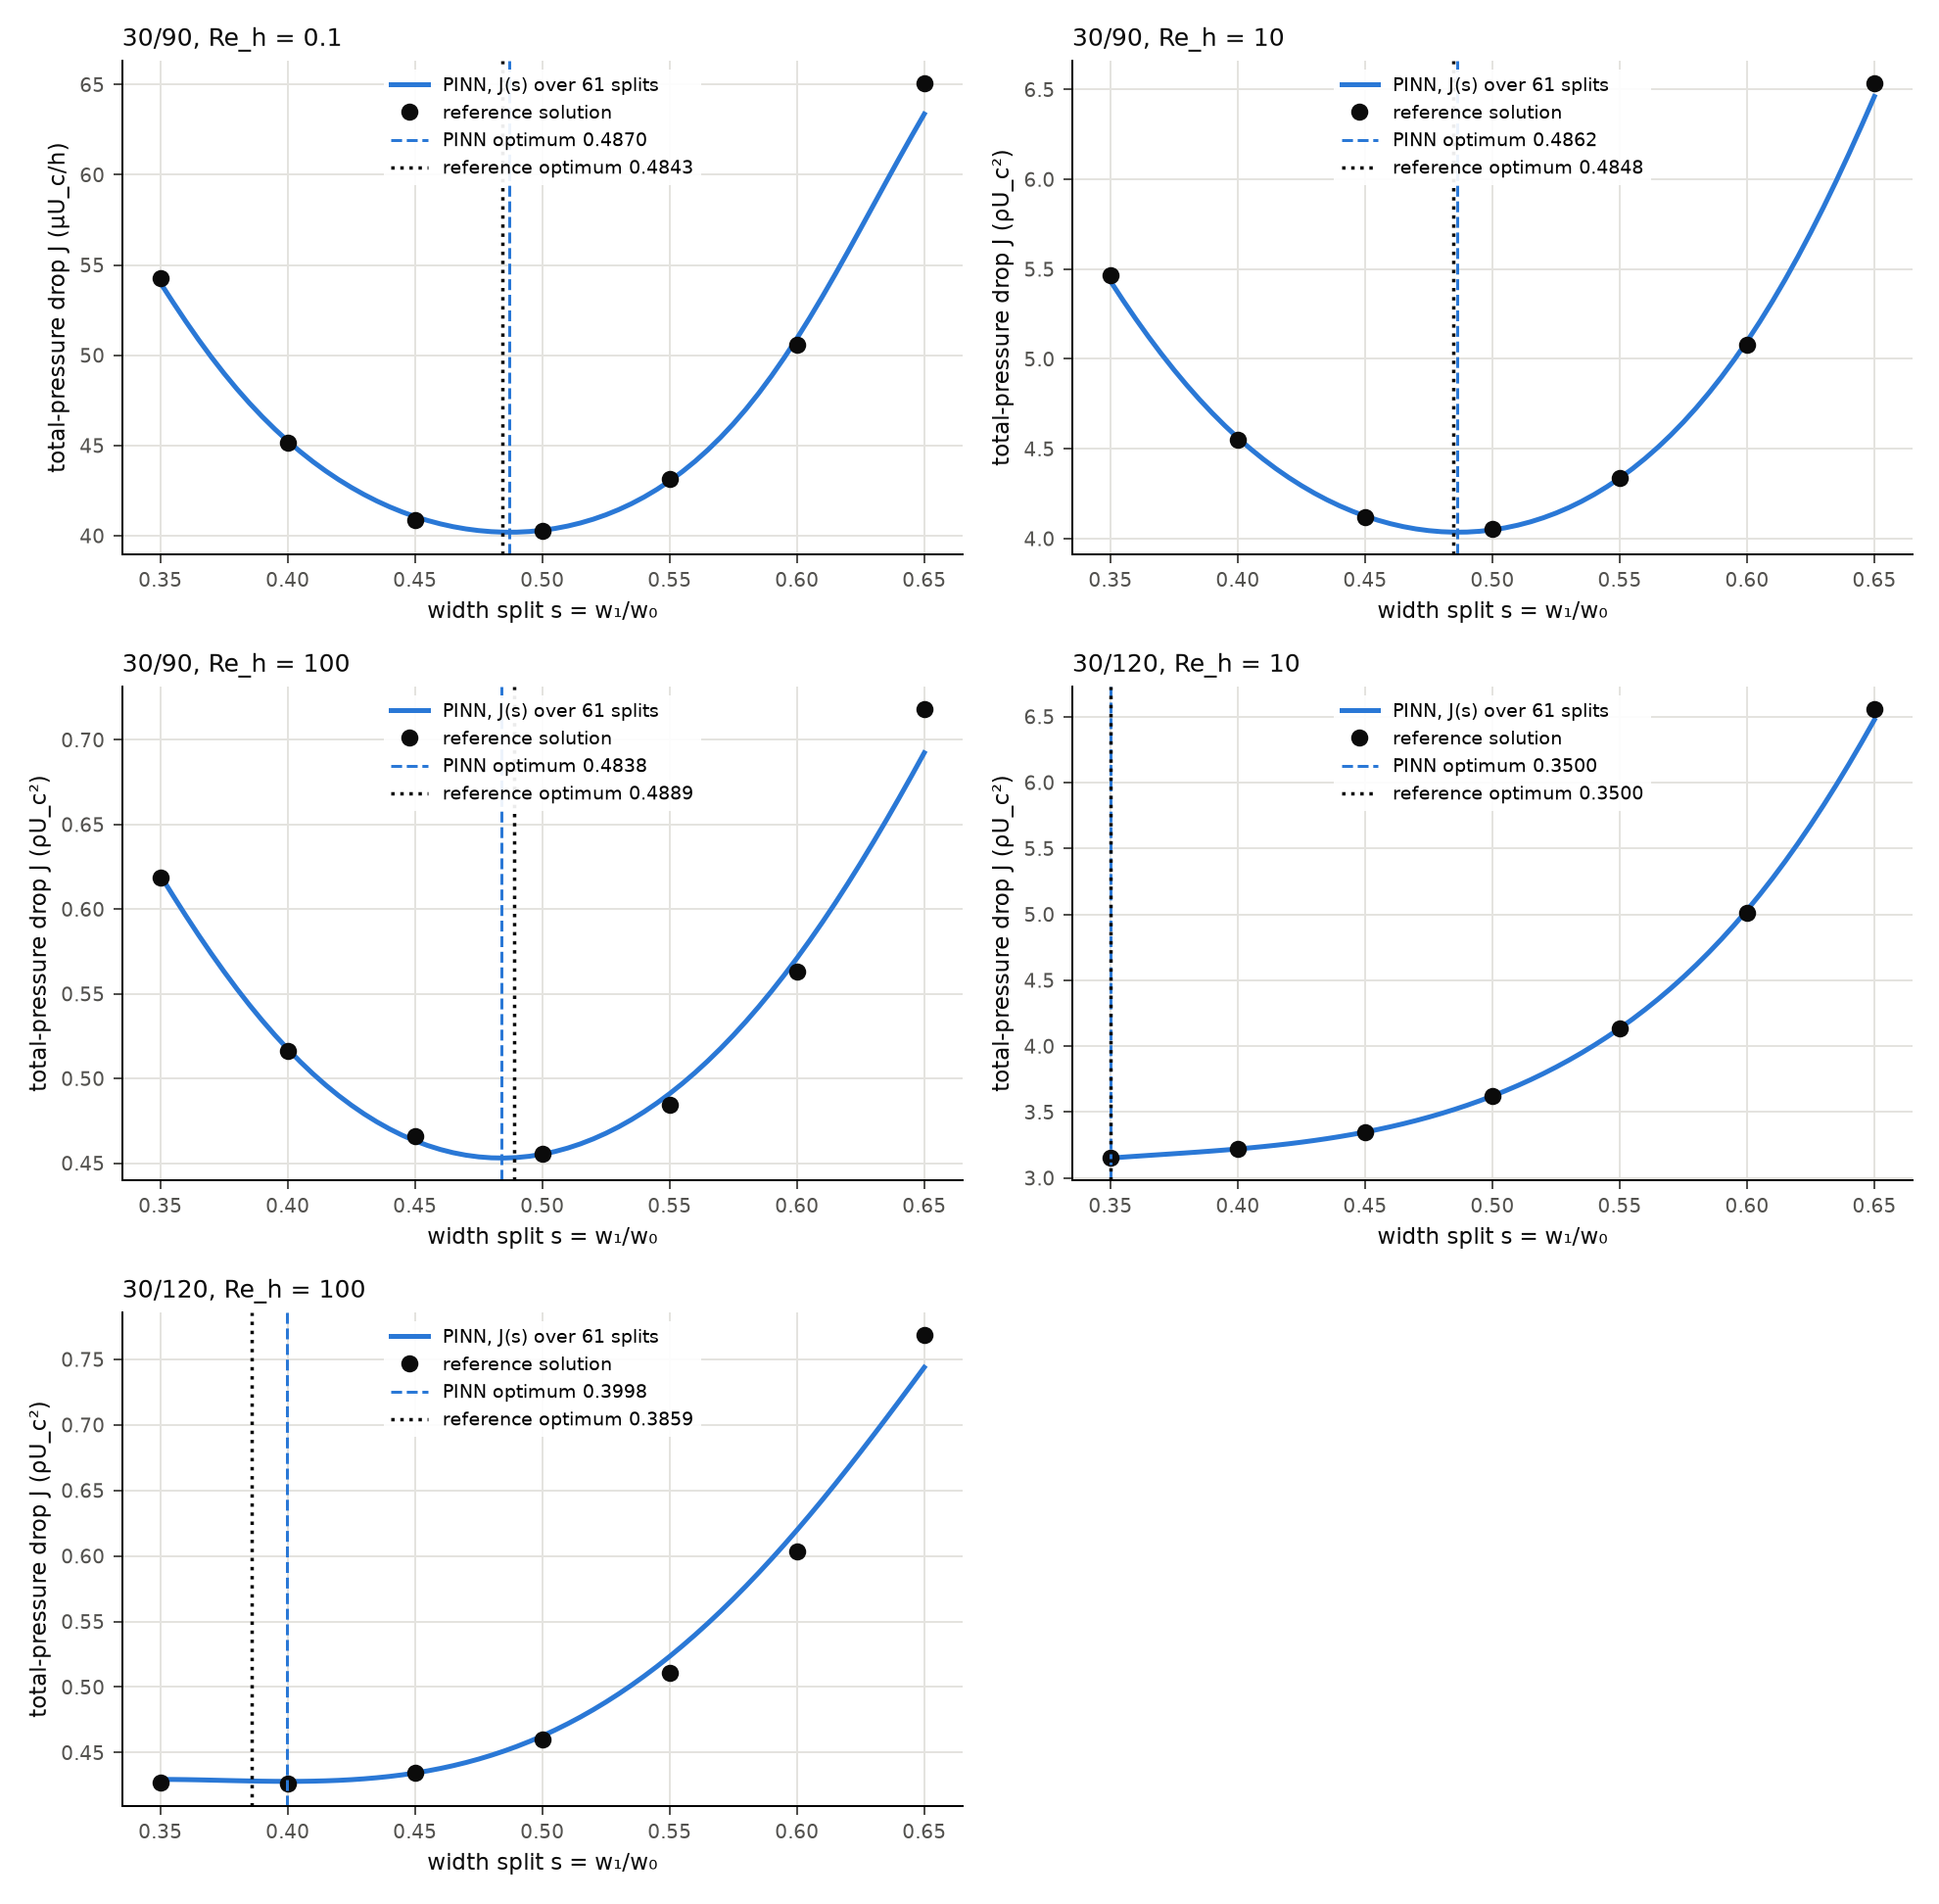 30/90, Re_h = 0.1
total-pressure drop J (μU_c/h)
65
60
55
50
45
40
PINN, J(s) over 61 splits
reference solution
PINN optimum 0.4870
reference optimum 0.4843
0.35 0.40 0.45 0.50 0.55 0.60 0.65
width split s = w₁/w₀
30/90, Re_h = 10
total-pressure drop J (ρU_c²)
6.5
6.0
5.5
5.0
4.5
4.0
PINN, J(s) over 61 splits
reference solution
PINN optimum 0.4862
reference optimum 0.4848
0.35 0.40 0.45 0.50 0.55 0.60 0.65
width split s = w₁/w₀
30/90, Re_h = 100
total-pressure drop J (ρU_c²)
0.70
0.65
0.60
0.55
0.50
0.45
PINN, J(s) over 61 splits
reference solution
PINN optimum 0.4838
reference optimum 0.4889
0.35 0.40 0.45 0.50 0.55 0.60 0.65
width split s = w₁/w₀
30/120, Re_h = 10
total-pressure drop J (ρU_c²)
6.5
6.0
5.5
5.0
4.5
4.0
3.5
3.0
PINN, J(s) over 61 splits
reference solution
PINN optimum 0.3500
reference optimum 0.3500
0.35 0.40 0.45 0.50 0.55 0.60 0.65
width split s = w₁/w₀
30/120, Re_h = 100
total-pressure drop J (ρU_c²)
0.75
0.70
0.65
0.60
0.55
0.50
0.45
PINN, J(s) over 61 splits
reference solution
PINN optimum 0.3998
reference optimum 0.3859
0.35 0.40 0.45 0.50 0.55 0.60 0.65
width split s = w₁/w₀